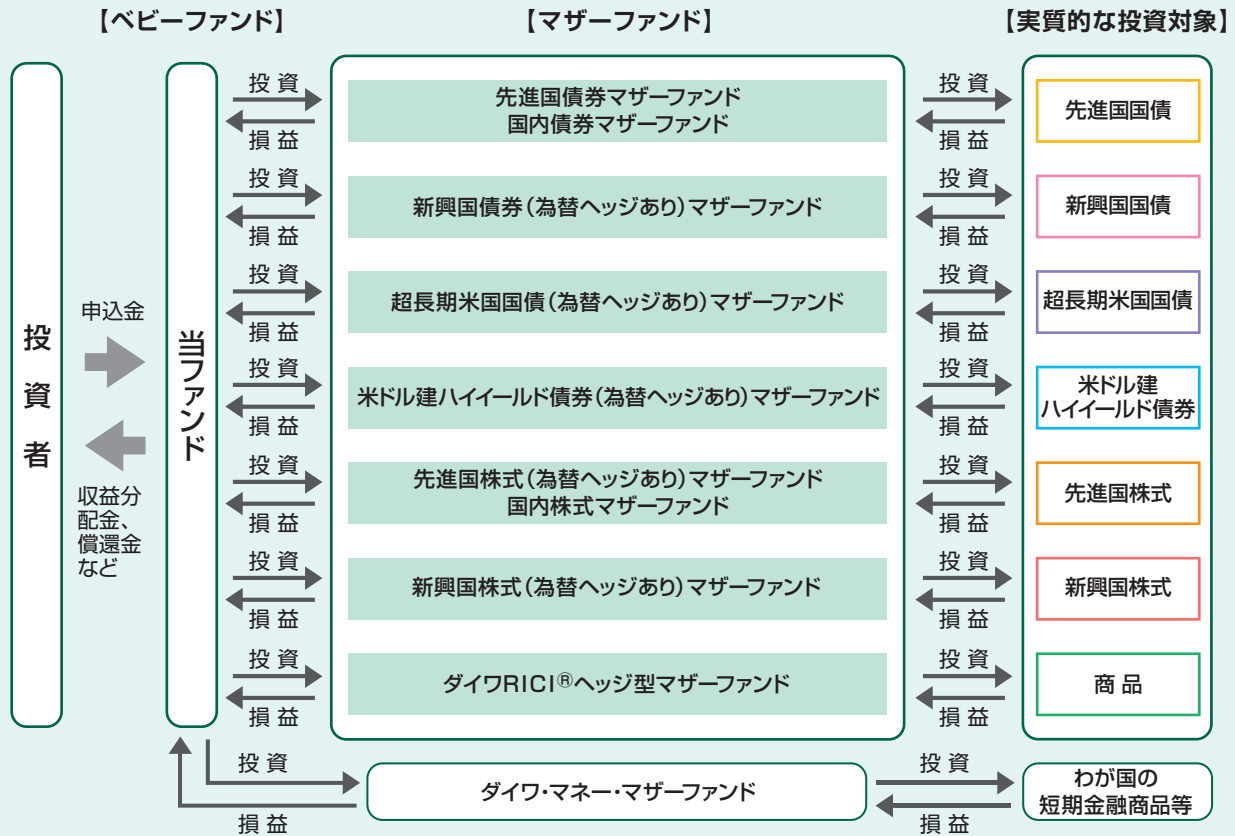 【ベビーファンド】
【マザーファンド】
【実質的な投資対象】
投資者
申込金
収益分
配金、
償還金
など
当ファンド
投 資
損 益
先進国債券マザーファンド
国内債券マザーファンド
投 資
損 益
先進国国債
投 資
損 益
新興国債券(為替ヘッジあり)マザーファンド
投 資
損 益
新興国国債
投 資
損 益
超長期米国国債(為替ヘッジあり)マザーファンド
投 資
損 益
超長期米国国債
投 資
損 益
米ドル建ハイイールド債券(為替ヘッジあり)マザーファンド
投 資
損 益
米ドル建
ハイイールド債券
投 資
損 益
先進国株式(為替ヘッジあり)マザーファンド
国内株式マザーファンド
投 資
損 益
先進国株式
投 資
損 益
新興国株式(為替ヘッジあり)マザーファンド
投 資
損 益
新興国株式
投 資
損 益
ダイワRICI®ヘッジ型マザーファンド
投 資
損 益
商 品
投 資
損 益
ダイワ・マネー・マザーファンド
投 資
損 益
わが国の
短期金融商品等